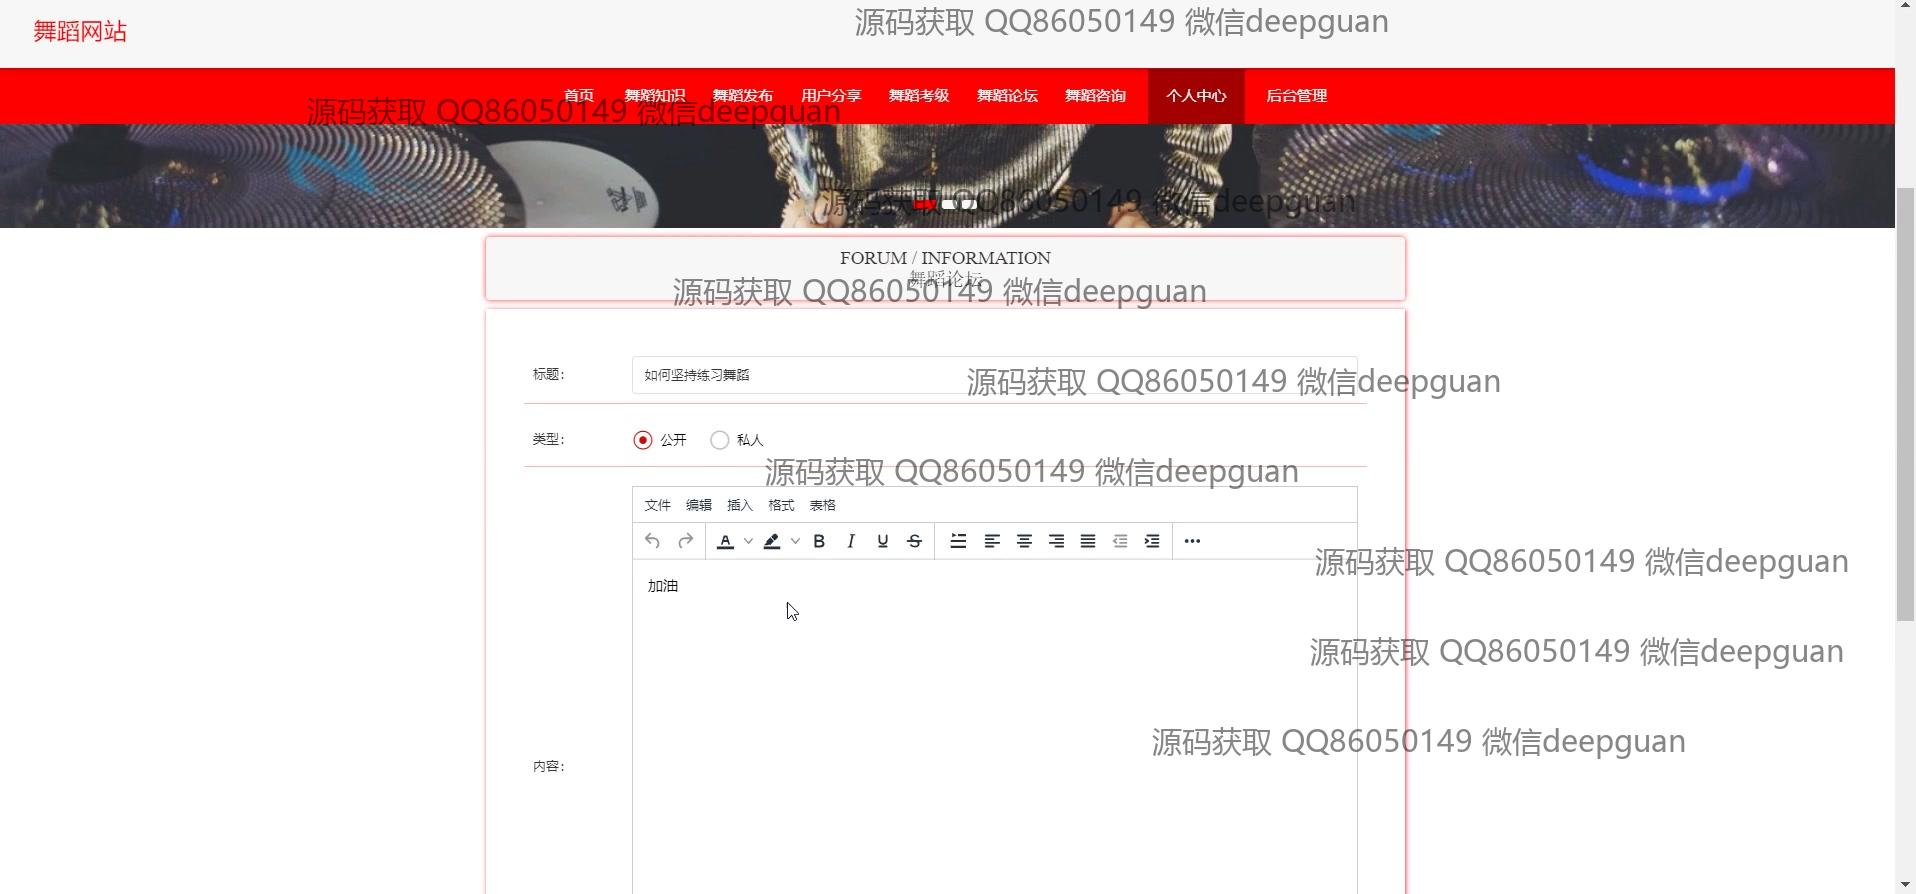 舞蹈网站
源码获取 QQ86050149 微信deepguan
首页 舞蹈知识 舞蹈发布 用户分享 舞蹈考级 舞蹈论坛 舞蹈咨询 个人中心 后台管理
源码获取 QQ86050149 微信deepguan
源码获取 QQ86050149 微信deepguan
FORUM / INFORMATION
舞蹈论坛
源码获取 QQ86050149 微信deepguan
标题: 如何坚持练习舞蹈
源码获取 QQ86050149 微信deepguan
类型: 公开 私人
源码获取 QQ86050149 微信deepguan
文件 编辑 插入 格式 表格
源码获取 QQ86050149 微信deepguan
加油
源码获取 QQ86050149 微信deepguan
源码获取 QQ86050149 微信deepguan
内容: